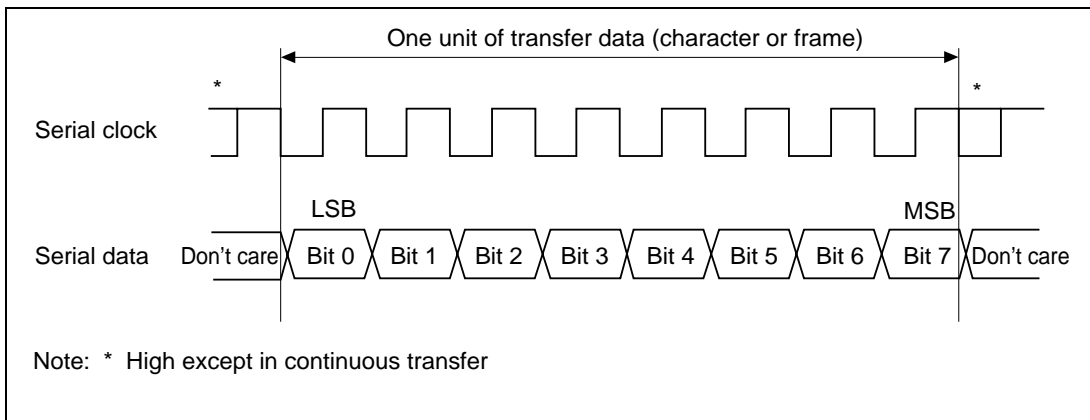 One unit of transfer data (character or frame)
* *
Serial clock
LSB MSB
Serial data Don't care Bit 0 Bit 1 Bit 2 Bit 3 Bit 4 Bit 5 Bit 6 Bit 7 Don't care
Note: * High except in continuous transfer